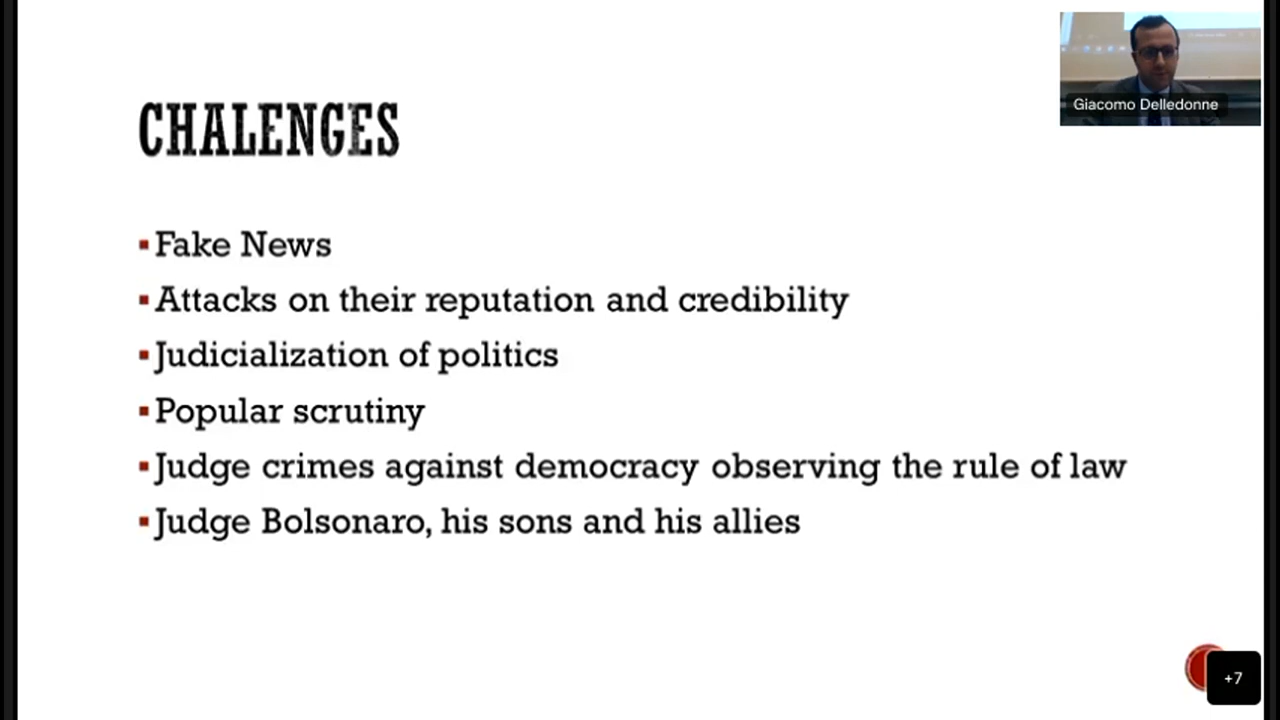 CHALENGES
Giacomo Delledonne
▪Fake News
▪Attacks on their reputation and credibility
▪Judicialization of politics
▪Popular scrutiny
▪Judge crimes against democracy observing the rule of law
▪Judge Bolsonaro, his sons and his allies
+7